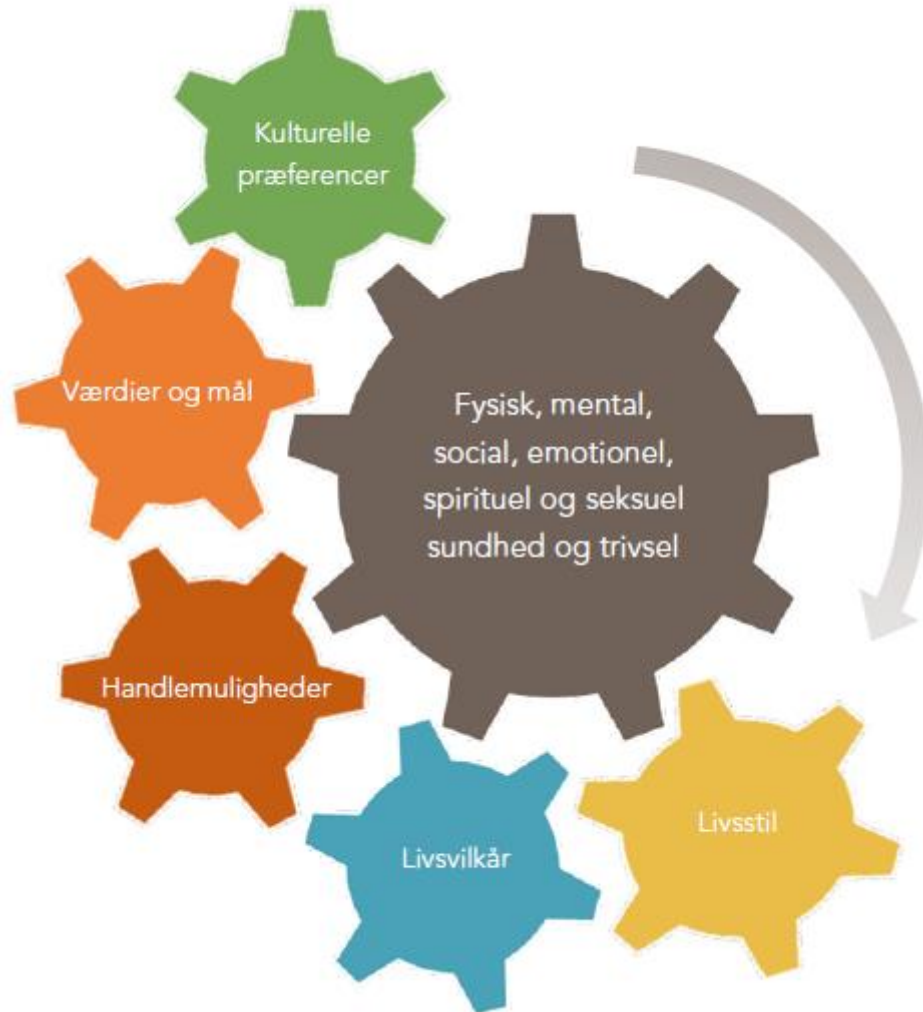 Kulturelle
præferencer
Værdier og mål
Fysisk, mental,
social, emotionel,
spirituel og seksuel
sundhed og trivsel
Handlemuligheder
Livsvilkår
Livsstil